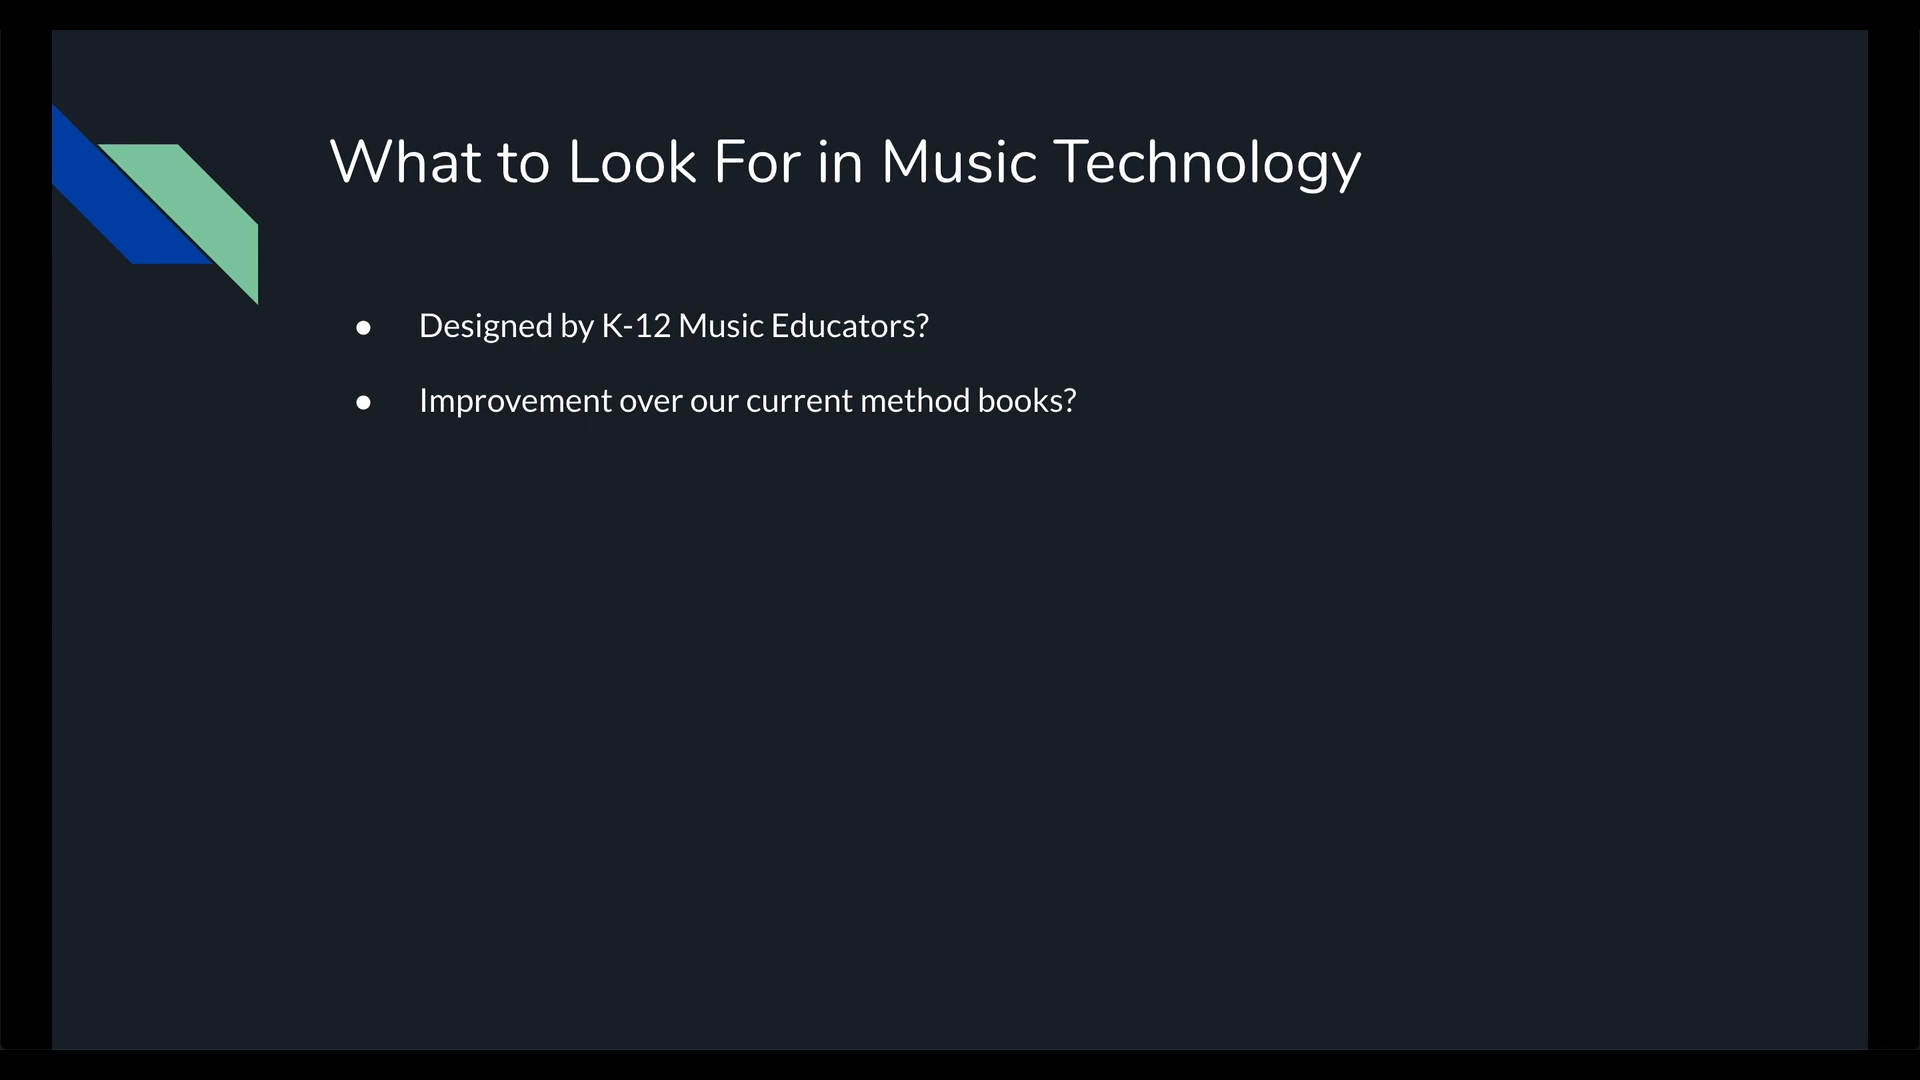 What to Look For in Music Technology
● Designed by K-12 Music Educators?
● Improvement over our current method books?